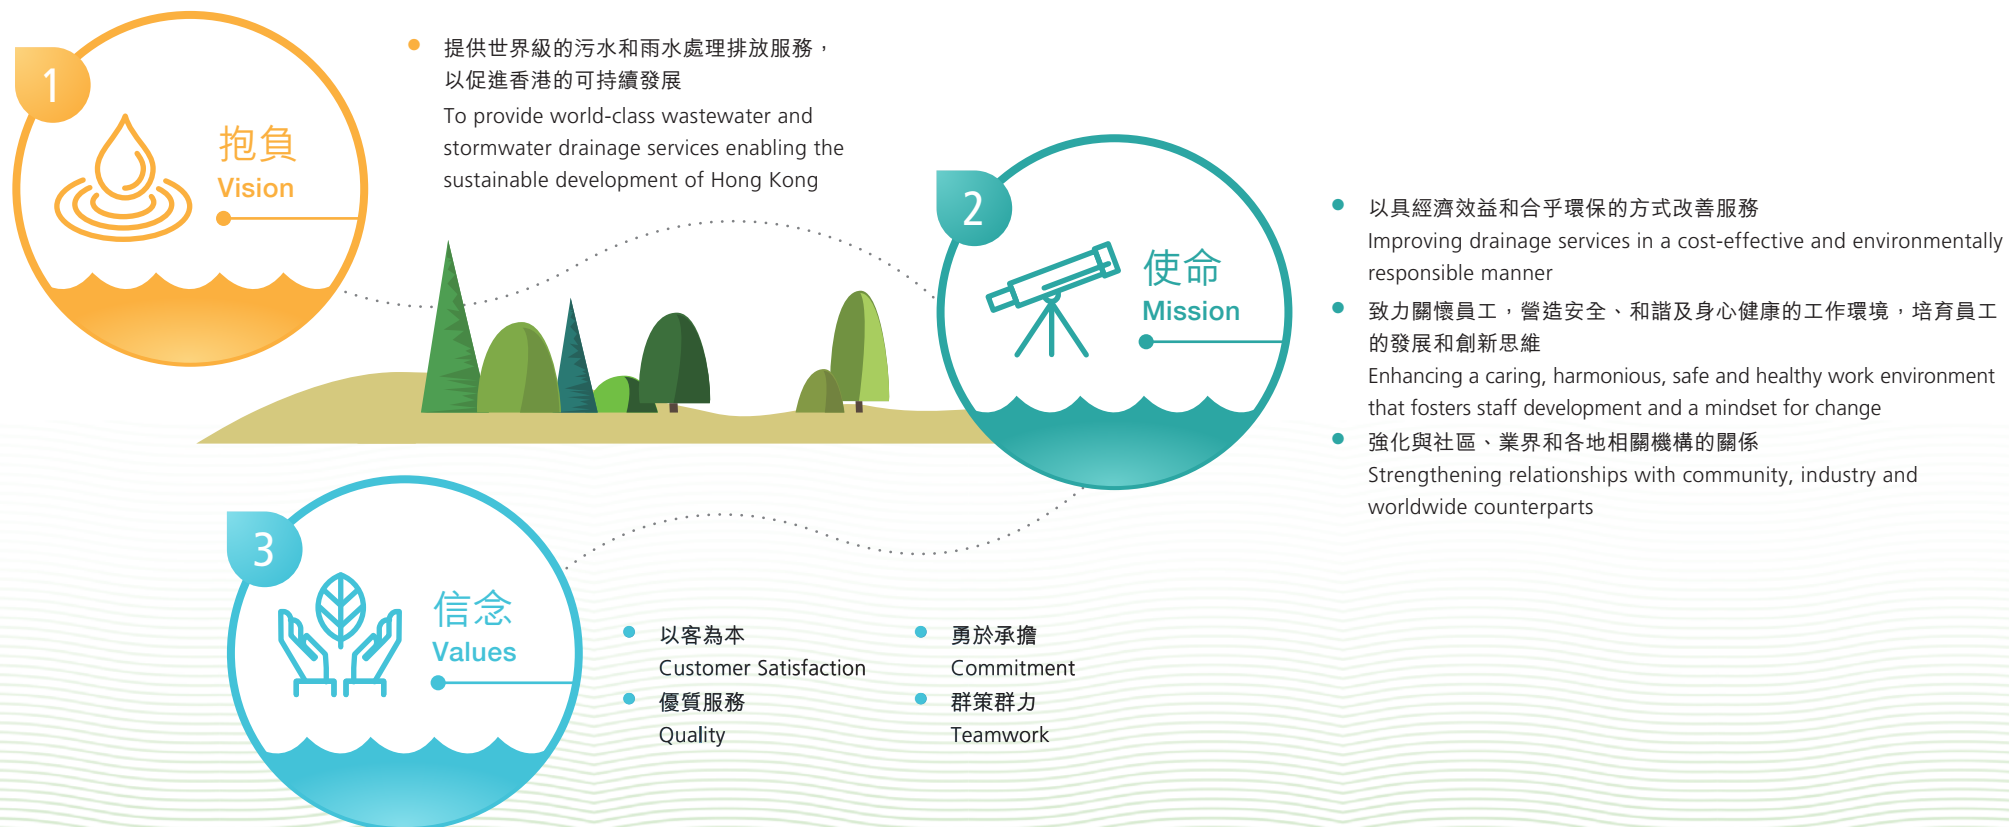 1
抱負
Vision
提供世界級的污水和雨水處理排放服務，
以促進香港的可持續發展
To provide world-class wastewater and
stormwater drainage services enabling the
sustainable development of Hong Kong
2
使命
Mission
以具經濟效益和合乎環保的方式改善服務
Improving drainage services in a cost-effective and environmentally
responsible manner
致力關懷員工，營造安全、和諧及身心健康的工作環境，培育員工
的發展和創新思維
Enhancing a caring, harmonious, safe and healthy work environment
that fosters staff development and a mindset for change
強化與社區、業界和各地相關機構的關係
Strengthening relationships with community, industry and
worldwide counterparts
3
信念
Values
以客為本
Customer Satisfaction
優質服務
Quality
勇於承擔
Commitment
群策群力
Teamwork